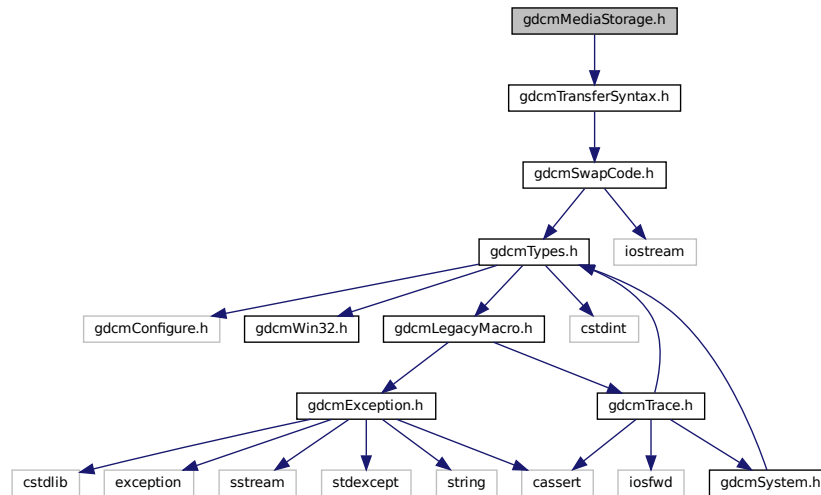 gdcmMediaStorage.h
gdcmTransferSyntax.h
gdcmSwapCode.h
gdcmTypes.h
iostream
gdcmConfigure.h
gdcmWin32.h
gdcmLegacyMacro.h
cstdint
gdcmException.h
gdcmTrace.h
cstdlib
exception
sstream
stdexcept
string
cassert
iosfwd
gdcmSystem.h